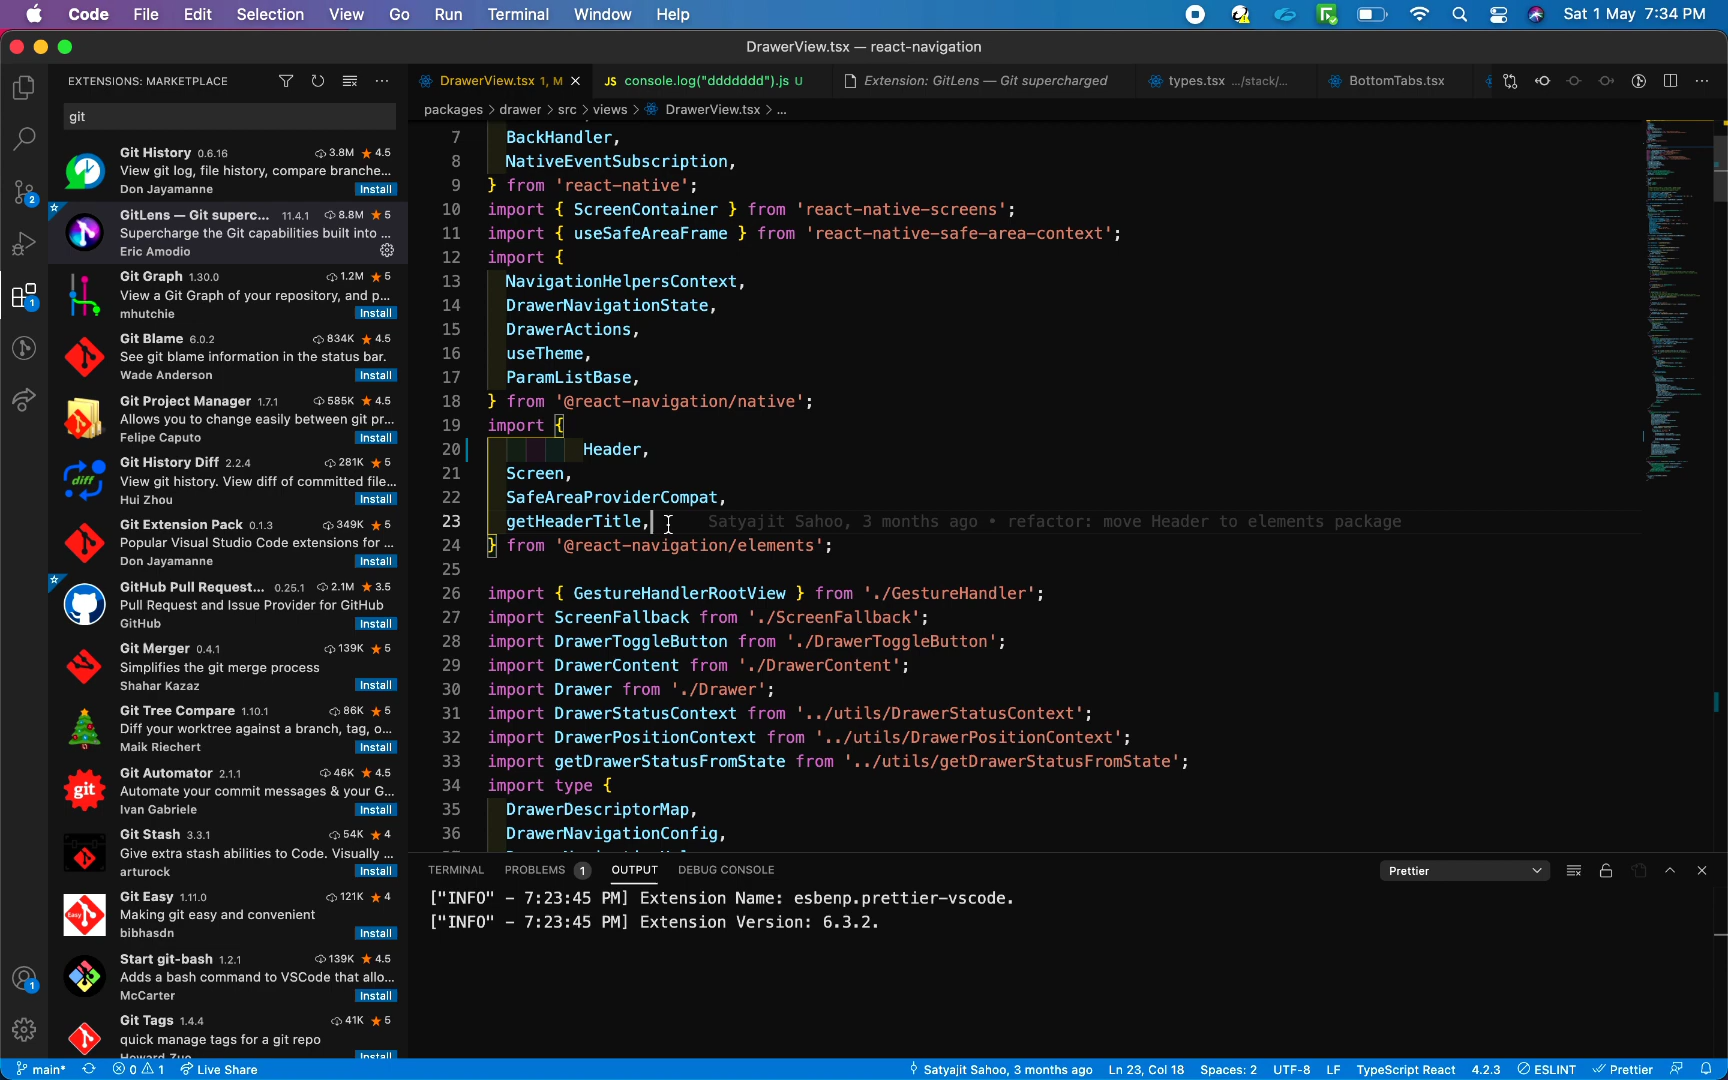 Code File Edit Selection View Go Run Terminal Window Help Sat 1 May 7:34 PM
DrawerView.tsx — react-navigation
EXTENSIONS: MARKETPLACE
DrawerView.tsx 1, M
JS console.log("ddddddd").js U
Extension: GitLens — Git supercharged
types.tsx .../stack/...
BottomTabs.tsx
git
packages > drawer > src > views > DrawerView.tsx > ...
Git History 0.6.16 3.8M 4.5
View git log, file history, compare branche...
Don Jayamanne Install
GitLens — Git superc... 11.4.1 8.8M 5
Supercharge the Git capabilities built into ...
Eric Amodio
Git Graph 1.30.0 1.2M 5
View a Git Graph of your repository, and p...
mhutchie Install
Git Blame 6.0.2 834K 4.5
See git blame information in the status bar.
Wade Anderson Install
Git Project Manager 1.7.1 585K 4.5
Allows you to change easily between git pr...
Felipe Caputo Install
Git History Diff 2.2.4 281K 5
View git history. View diff of committed file...
Hui Zhou Install
Git Extension Pack 0.1.3 349K 5
Popular Visual Studio Code extensions for ...
Don Jayamanne Install
GitHub Pull Request... 0.25.1 2.1M 3.5
Pull Request and Issue Provider for GitHub
GitHub Install
Git Merger 0.4.1 139K 5
Simplifies the git merge process
Shahar Kazaz Install
Git Tree Compare 1.10.1 86K 5
Diff your worktree against a branch, tag, o...
Maik Riechert Install
Git Automator 2.1.1 46K 4.5
Automate your commit messages & your G...
Ivan Gabriele Install
Git Stash 3.3.1 54K 4
Give extra stash abilities to Code. Visually ...
arturock Install
Git Easy 1.11.0 121K 4
Making git easy and convenient
bibhasdn Install
Start git-bash 1.2.1 139K 4.5
Adds a bash command to VSCode that allo...
McCarter Install
Git Tags 1.4.4 41K 5
quick manage tags for a git repo
Howard Zuo Install
7 BackHandler,
8 NativeEventSubscription,
9 } from 'react-native';
10 import { ScreenContainer } from 'react-native-screens';
11 import { useSafeAreaFrame } from 'react-native-safe-area-context';
12 import {
13 NavigationHelpersContext,
14 DrawerNavigationState,
15 DrawerActions,
16 useTheme,
17 ParamListBase,
18 } from '@react-navigation/native';
19 import {
20 Header,
21 Screen,
22 SafeAreaProviderCompat,
23 getHeaderTitle, Satyajit Sahoo, 3 months ago • refactor: move Header to elements package
24 } from '@react-navigation/elements';
25
26 import { GestureHandlerRootView } from './GestureHandler';
27 import ScreenFallback from './ScreenFallback';
28 import DrawerToggleButton from './DrawerToggleButton';
29 import DrawerContent from './DrawerContent';
30 import Drawer from './Drawer';
31 import DrawerStatusContext from '../utils/DrawerStatusContext';
32 import DrawerPositionContext from '../utils/DrawerPositionContext';
33 import getDrawerStatusFromState from '../utils/getDrawerStatusFromState';
34 import type {
35 DrawerDescriptorMap,
36 DrawerNavigationConfig,
TERMINAL PROBLEMS 1 OUTPUT DEBUG CONSOLE Prettier
["INFO" - 7:23:45 PM] Extension Name: esbenp.prettier-vscode.
["INFO" - 7:23:45 PM] Extension Version: 6.3.2.
2
1
1
main* 0 1 Live Share Satyajit Sahoo, 3 months ago Ln 23, Col 18 Spaces: 2 UTF-8 LF TypeScript React 4.2.3 ESLINT Prettier